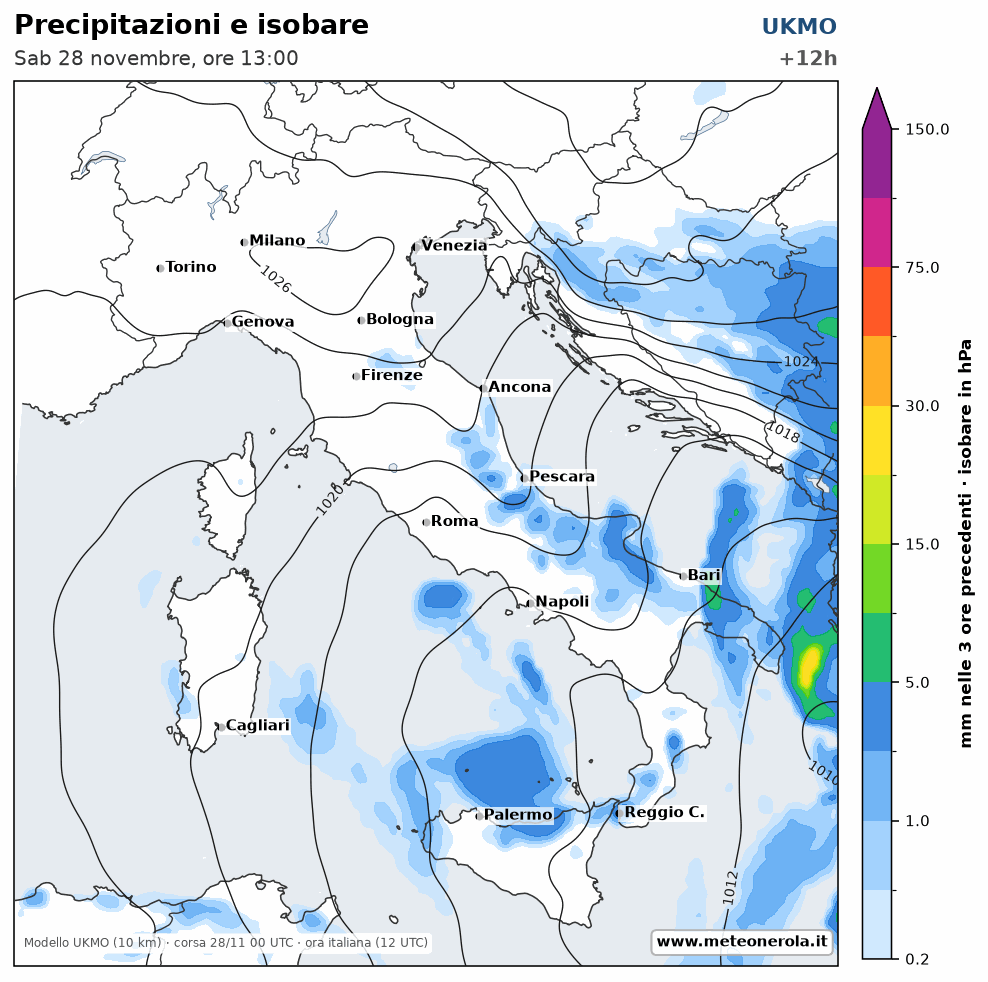 Precipitazioni e isobare
UKMO
Sab 28 novembre, ore 13:00
+12h
150.0
75.0
30.0
15.0
5.0
1.0
0.2
mm nelle 3 ore precedenti · isobare in hPa
Milano
Venezia
Torino
1026
Genova
Bologna
1024
Firenze
Ancona
1018
Pescara
1020
Roma
Bari
Napoli
Cagliari
1010
Palermo
Reggio C.
1012
Modello UKMO (10 km) · corsa 28/11 00 UTC · ora italiana (12 UTC)
www.meteonerola.it